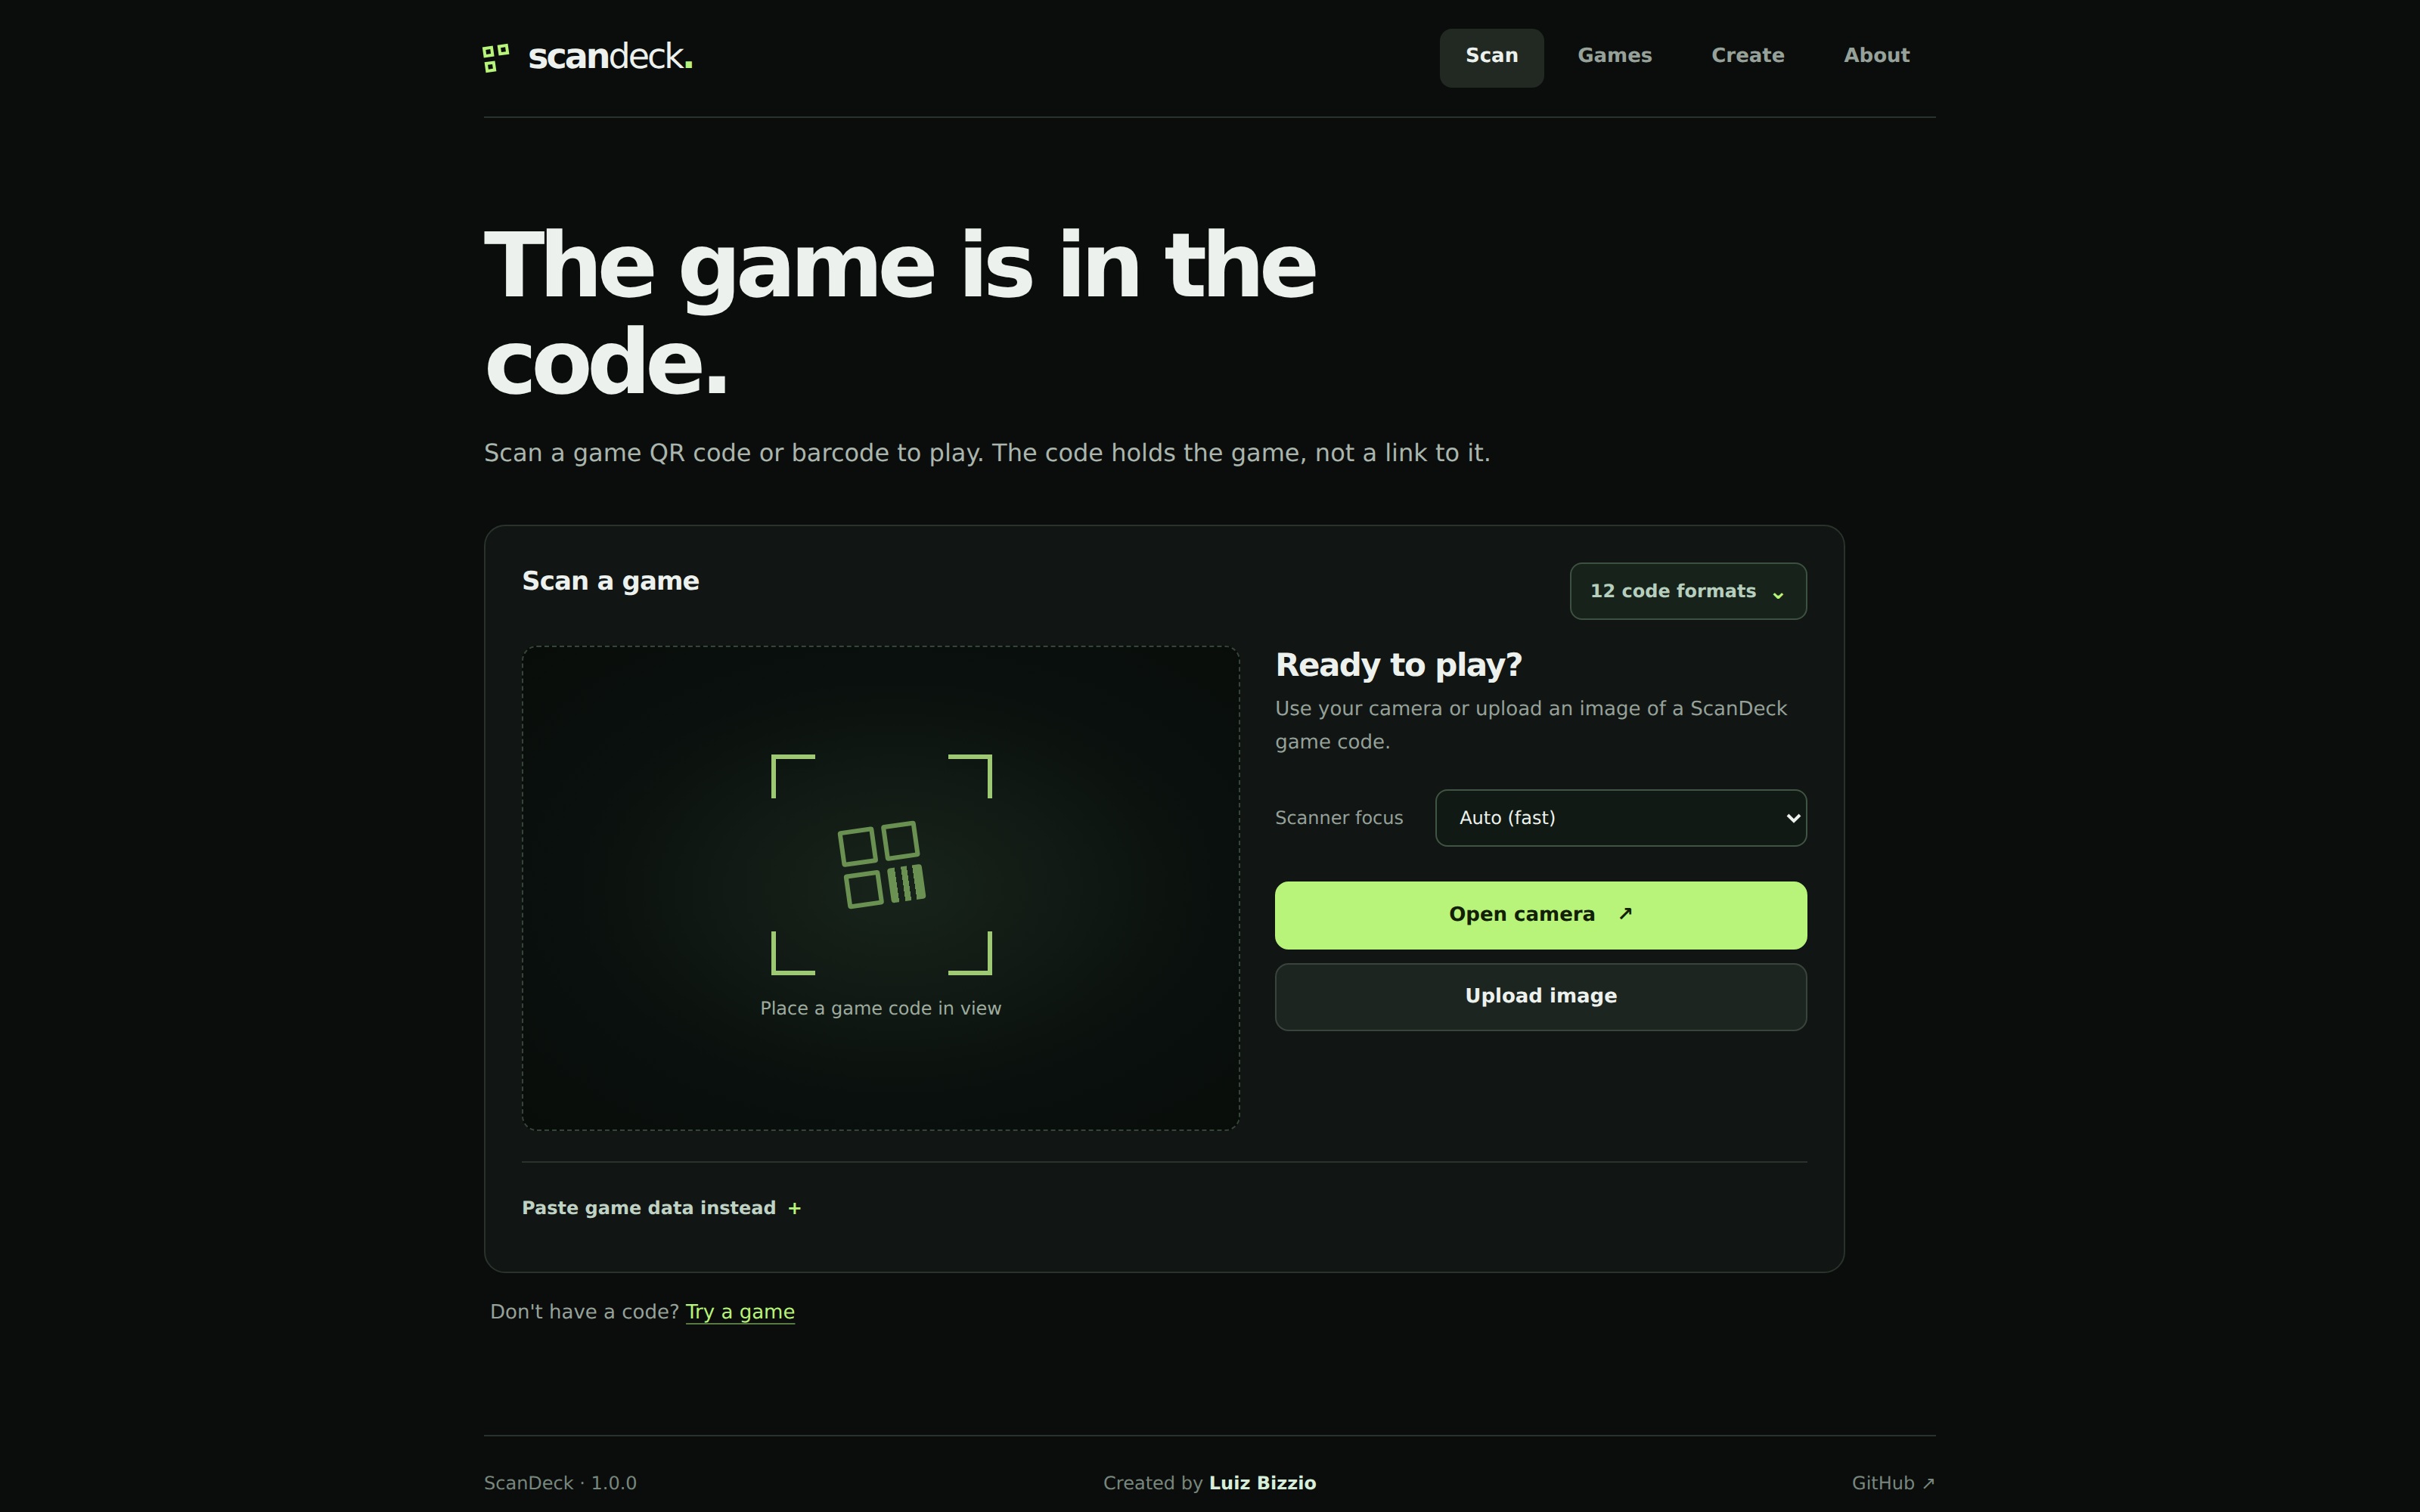 scandeck.
Scan
Games
Create
About
The game is in the
code.
Scan a game QR code or barcode to play. The code holds the game, not a link to it.
Scan a game
12 code formats
Place a game code in view
Ready to play?
Use your camera or upload an image of a ScanDeck
game code.
Scanner focus
Auto (fast)
Open camera ↗
Upload image
Paste game data instead +
Don't have a code? Try a game
ScanDeck · 1.0.0
Created by Luiz Bizzio
GitHub ↗